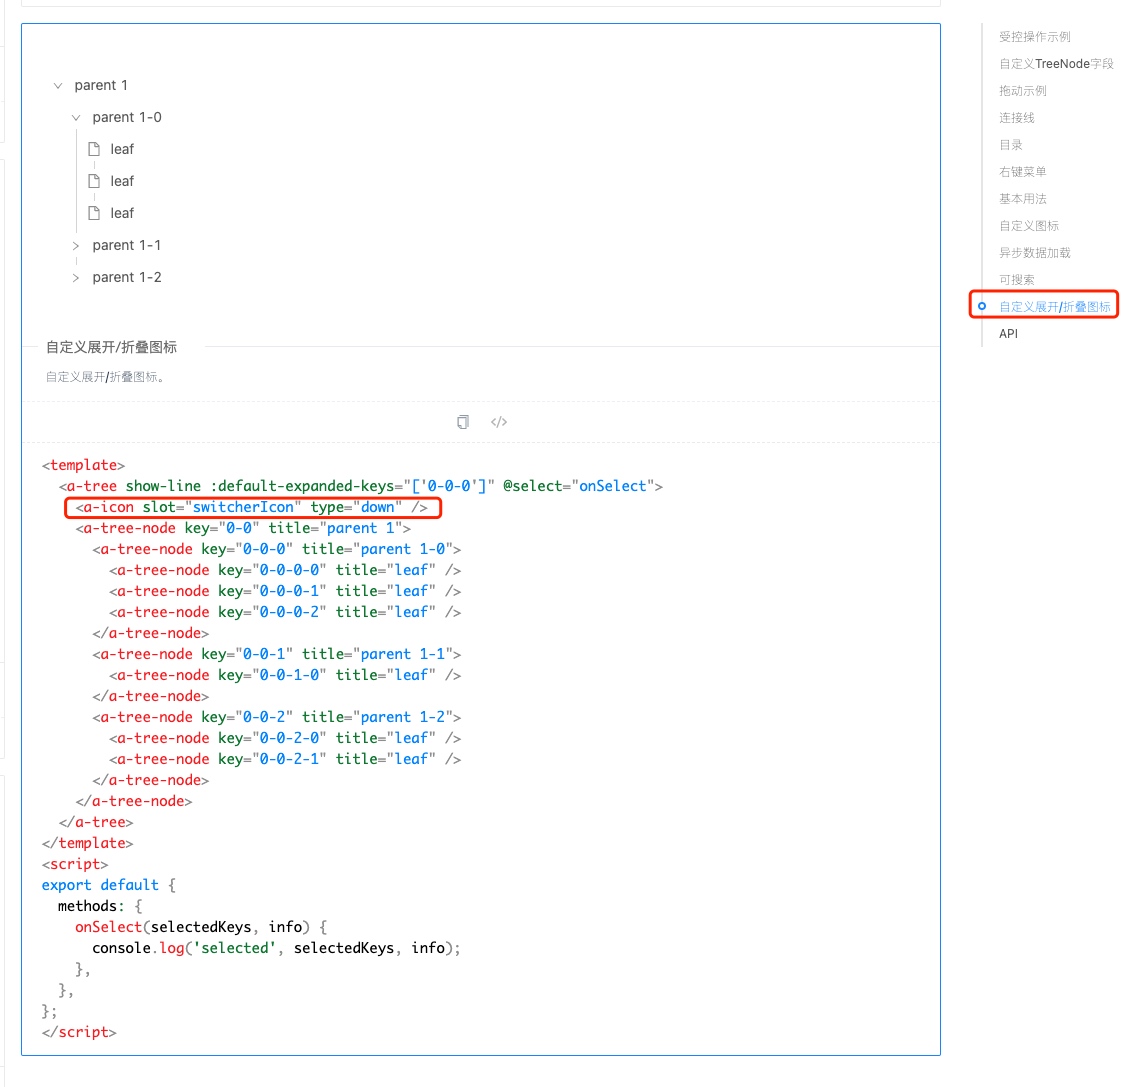 parent 1
parent 1-0
leaf
leaf
leaf
parent 1-1
parent 1-2
自定义展开/折叠图标
自定义展开/折叠图标。
</>
<template>
  <a-tree show-line :default-expanded-keys="['0-0-0']" @select="onSelect">
    <a-icon slot="switcherIcon" type="down" />
    <a-tree-node key="0-0" title="parent 1">
      <a-tree-node key="0-0-0" title="parent 1-0">
        <a-tree-node key="0-0-0-0" title="leaf" />
        <a-tree-node key="0-0-0-1" title="leaf" />
        <a-tree-node key="0-0-0-2" title="leaf" />
      </a-tree-node>
      <a-tree-node key="0-0-1" title="parent 1-1">
        <a-tree-node key="0-0-1-0" title="leaf" />
      </a-tree-node>
      <a-tree-node key="0-0-2" title="parent 1-2">
        <a-tree-node key="0-0-2-0" title="leaf" />
        <a-tree-node key="0-0-2-1" title="leaf" />
      </a-tree-node>
    </a-tree-node>
  </a-tree>
</template>
<script>
export default {
  methods: {
    onSelect(selectedKeys, info) {
      console.log('selected', selectedKeys, info);
    },
  },
};
</script>
受控操作示例
自定义TreeNode字段
拖动示例
连接线
目录
右键菜单
基本用法
自定义图标
异步数据加载
可搜索
自定义展开/折叠图标
API